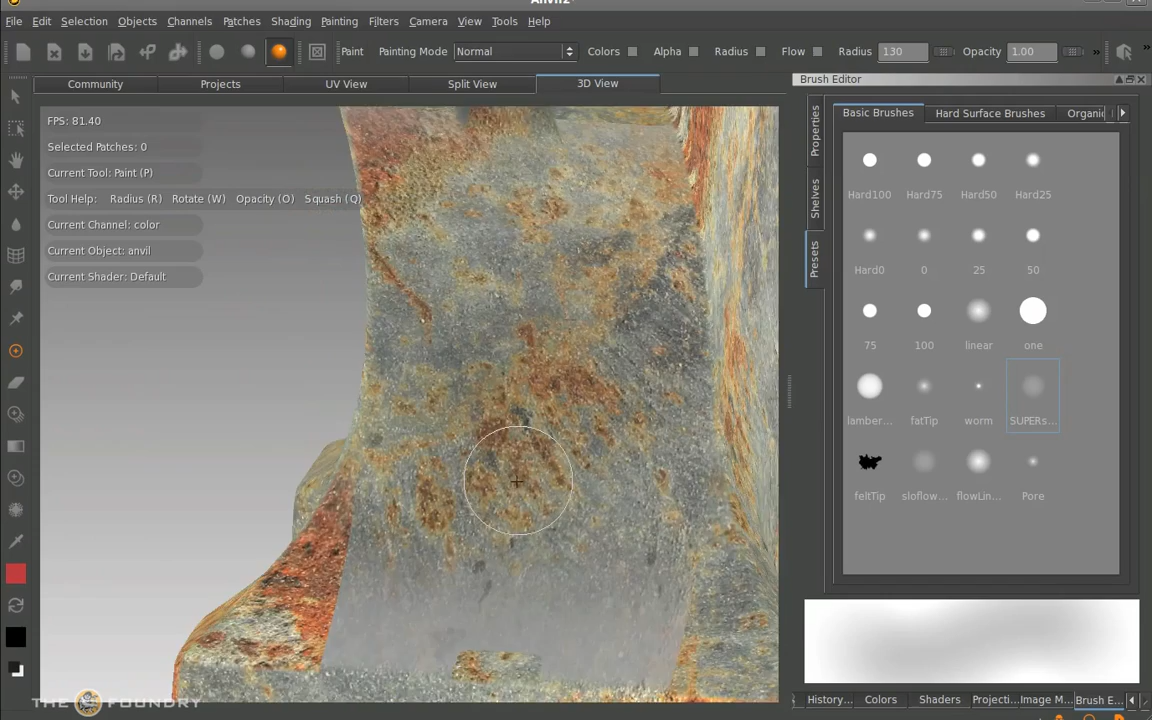 Anvil2*
File Edit Selection Objects Channels Patches Shading Painting Filters Camera View Tools Help
Paint Painting Mode Normal Colors Alpha Radius Flow Radius 130 Opacity 1.00 » »
Community Projects UV View Split View 3D View
Brush Editor
FPS: 81.40
Selected Patches: 0
Current Tool: Paint (P)
Tool Help: Radius (R) Rotate (W) Opacity (O) Squash (Q)
Current Channel: color
Current Object: anvil
Current Shader: Default
Properties
Shelves
Presets
Basic Brushes Hard Surface Brushes Organic
Hard100 Hard75 Hard50 Hard25
Hard0 0 25 50
75 100 linear one
lamber... fatTip worm SUPERs...
feltTip sloflow... flowLin... Pore
THE FOUNDRY
History... Colors Shaders Projecti... Image M... Brush E...